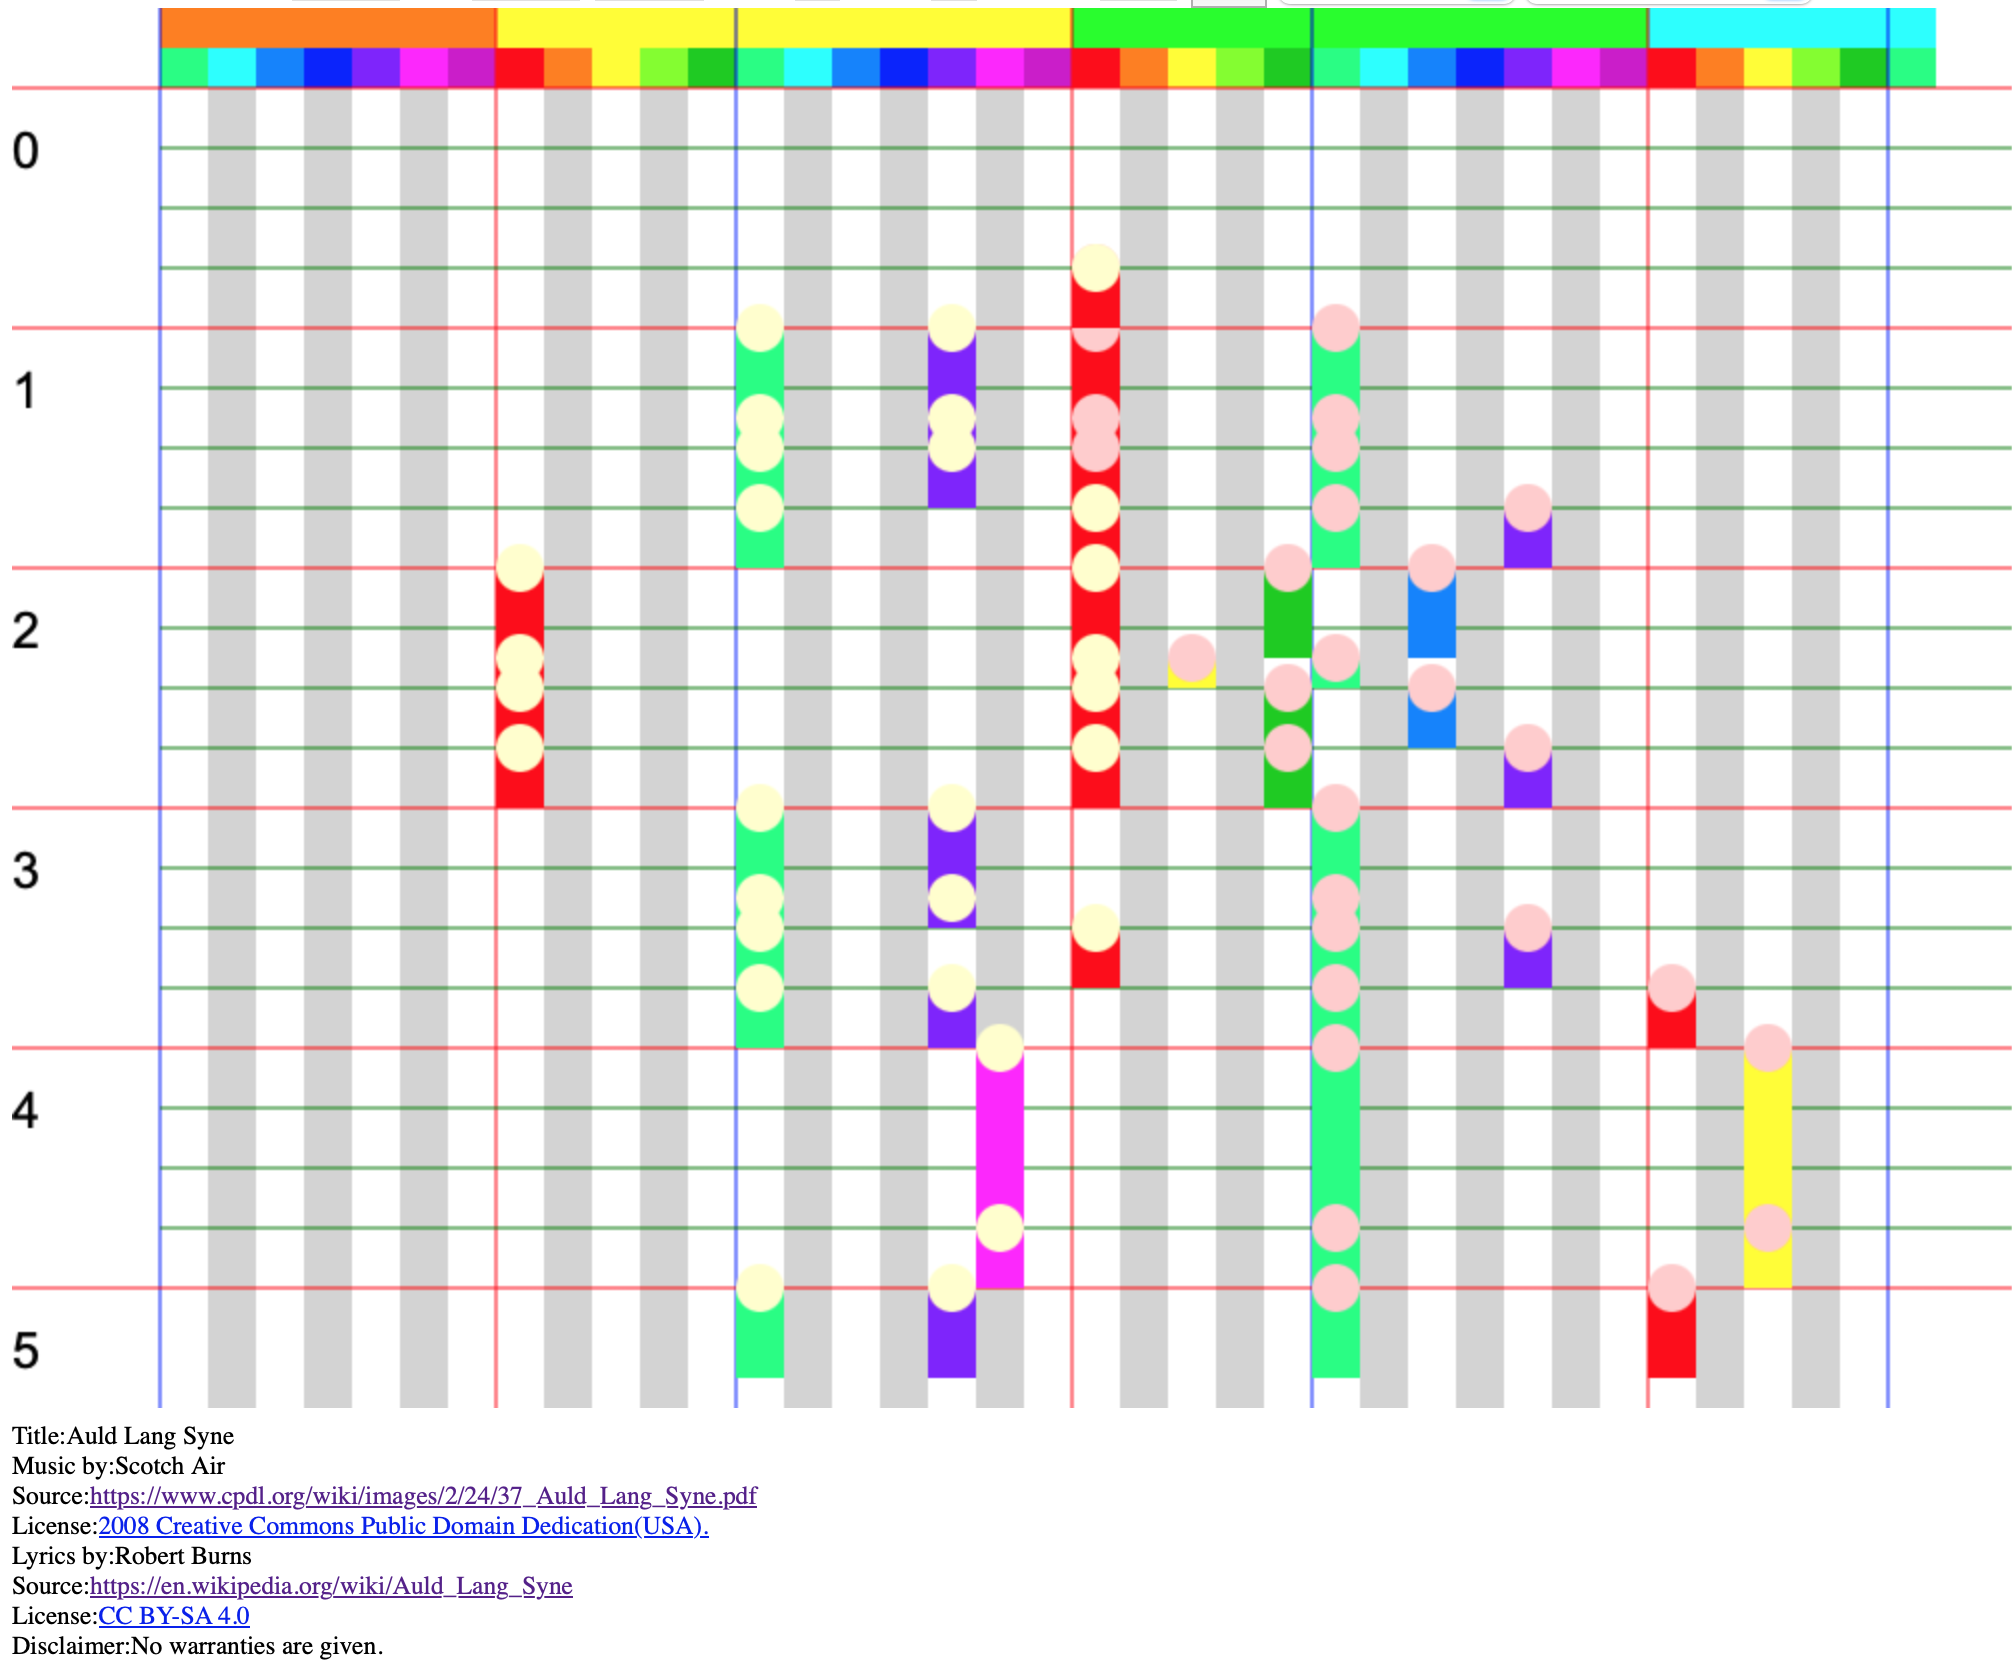 0
1
2
3
4
5
Title:Auld Lang Syne
Music by:Scotch Air
Source:https://www.cpdl.org/wiki/images/2/24/37_Auld_Lang_Syne.pdf
License:2008 Creative Commons Public Domain Dedication(USA).
Lyrics by:Robert Burns
Source:https://en.wikipedia.org/wiki/Auld_Lang_Syne
License:CC BY-SA 4.0
Disclaimer:No warranties are given.